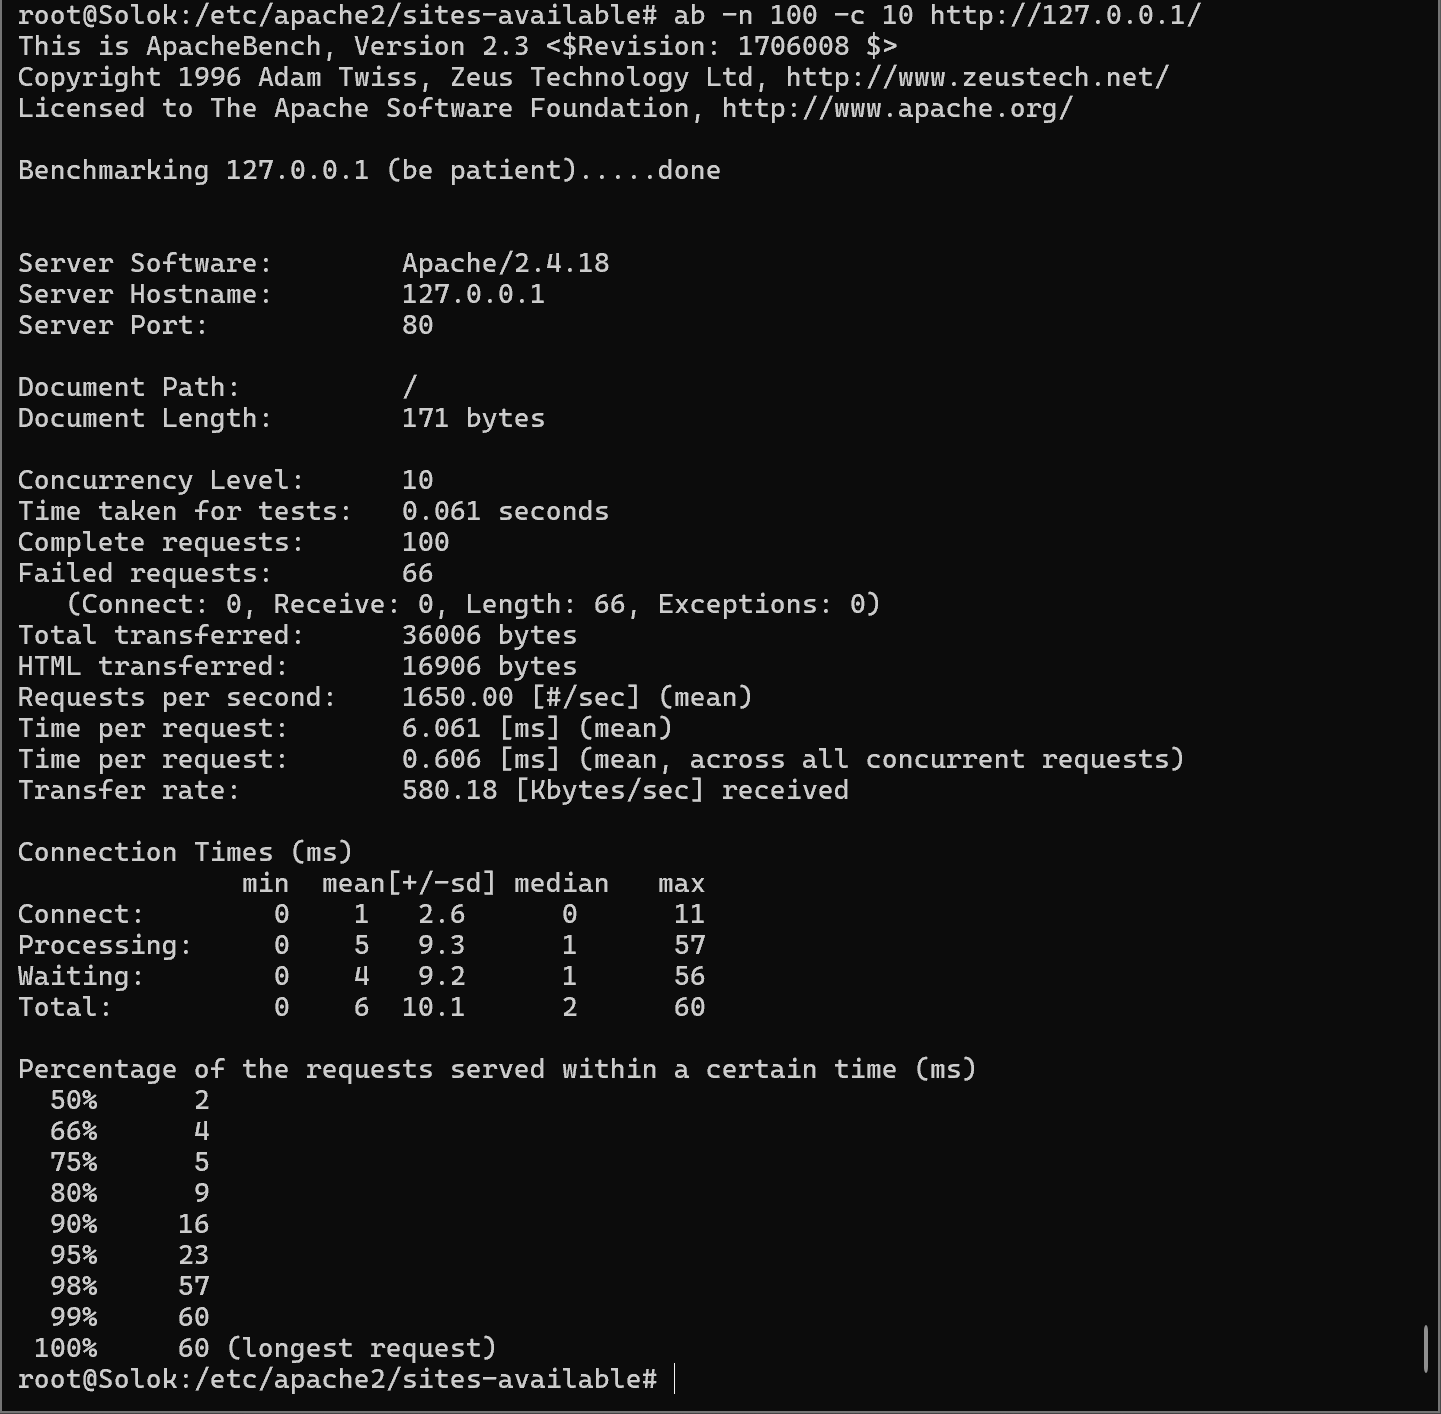 root@Solok:/etc/apache2/sites-available# ab -n 100 -c 10 http://127.0.0.1/
This is ApacheBench, Version 2.3 <$Revision: 1706008 $>
Copyright 1996 Adam Twiss, Zeus Technology Ltd, http://www.zeustech.net/
Licensed to The Apache Software Foundation, http://www.apache.org/

Benchmarking 127.0.0.1 (be patient).....done


Server Software:        Apache/2.4.18
Server Hostname:        127.0.0.1
Server Port:            80

Document Path:          /
Document Length:        171 bytes

Concurrency Level:      10
Time taken for tests:   0.061 seconds
Complete requests:      100
Failed requests:        66
   (Connect: 0, Receive: 0, Length: 66, Exceptions: 0)
Total transferred:      36006 bytes
HTML transferred:       16906 bytes
Requests per second:    1650.00 [#/sec] (mean)
Time per request:       6.061 [ms] (mean)
Time per request:       0.606 [ms] (mean, across all concurrent requests)
Transfer rate:          580.18 [Kbytes/sec] received

Connection Times (ms)
              min  mean[+/-sd] median   max
Connect:        0    1   2.6      0      11
Processing:     0    5   9.3      1      57
Waiting:        0    4   9.2      1      56
Total:          0    6  10.1      2      60

Percentage of the requests served within a certain time (ms)
  50%      2
  66%      4
  75%      5
  80%      9
  90%     16
  95%     23
  98%     57
  99%     60
 100%     60 (longest request)
root@Solok:/etc/apache2/sites-available#